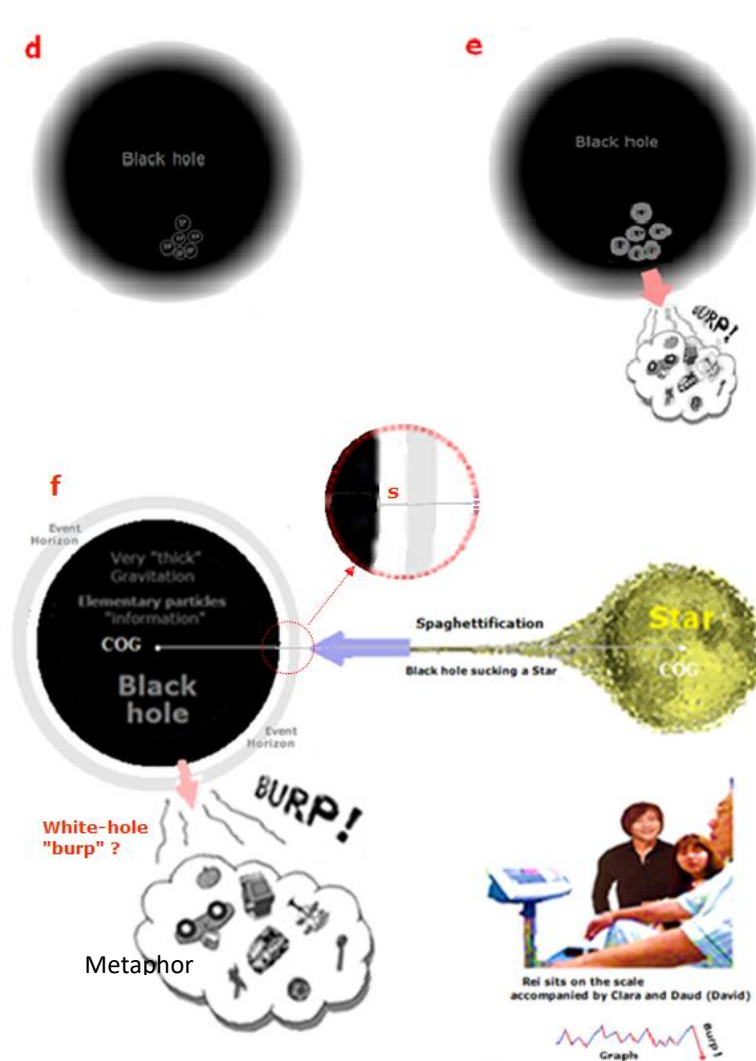 d
Black hole
e
Black hole
BURP!
f
s
Event
Horizon
Very "thick"
Gravitation
Elementary particles
"information"
COG
Black
hole
Event
Horizon
Spaghettification
Black hole sucking a Star
Star
COG
White-hole
"burp" ?
BURP!
Metaphor
Rei sits on the scale
accompanied by Clara and Daud (David)
Graph
Burp!